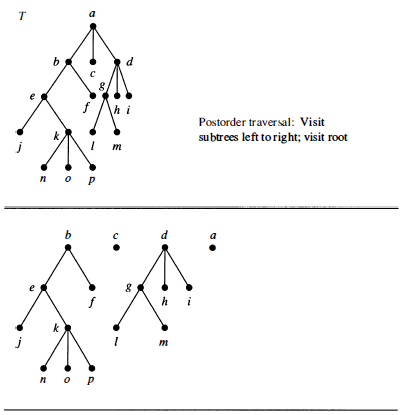 T
a
b
c
d
e
f
g
h i
j
k
l
m
n
o
p
Postorder traversal: Visit
subtrees left to right; visit root
b
c
d
a
e
f
g
h
i
j
k
l
m
n
o
p